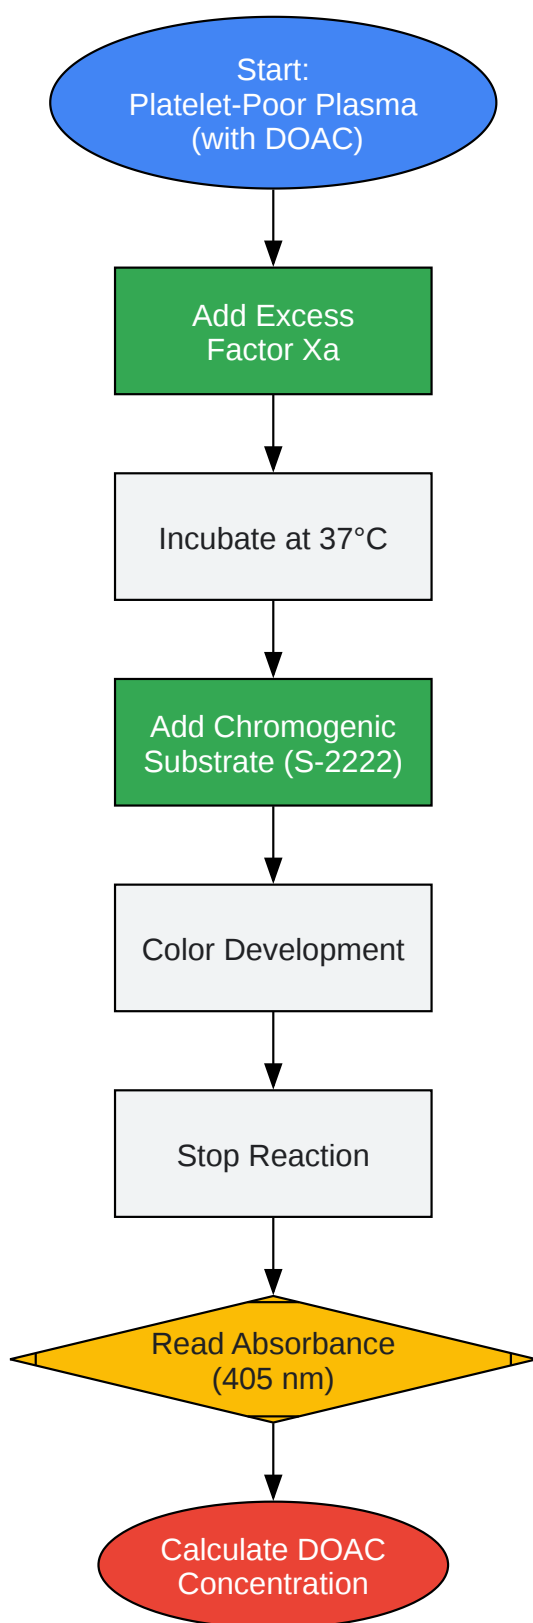 Start:
Platelet-Poor Plasma
(with DOAC)
Add Excess
Factor Xa
Incubate at 37°C
Add Chromogenic
Substrate (S-2222)
Color Development
Stop Reaction
Read Absorbance
(405 nm)
Calculate DOAC
Concentration